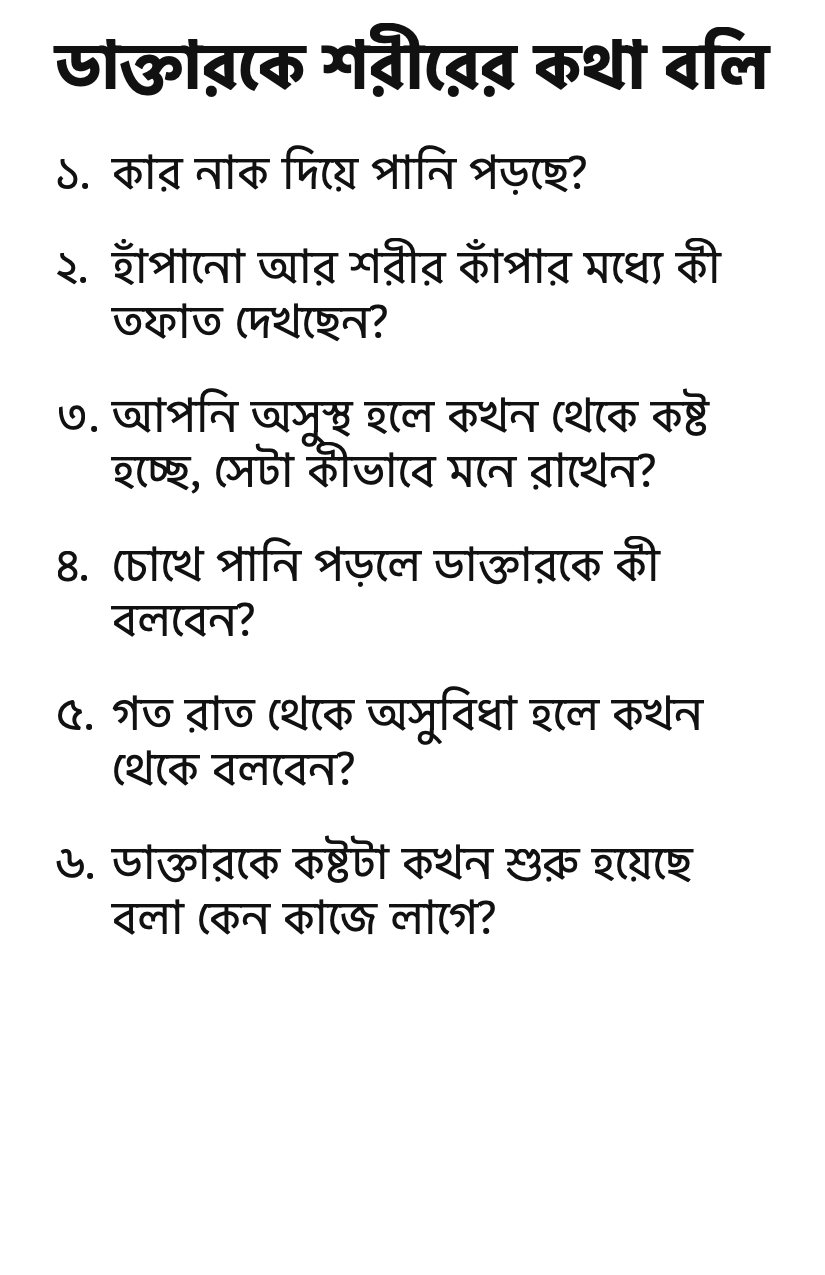 ডাক্তারকে শরীরের কথা বলি
১. কার নাক দিয়ে পানি পড়ছে?
২. হাঁপানো আর শরীর কাঁপার মধ্যে কী
তফাত দেখছেন?
৩. আপনি অসুস্থ হলে কখন থেকে কষ্ট
হচ্ছে, সেটা কীভাবে মনে রাখেন?
৪. চোখে পানি পড়লে ডাক্তারকে কী
বলবেন?
৫. গত রাত থেকে অসুবিধা হলে কখন
থেকে বলবেন?
৬. ডাক্তারকে কষ্টটা কখন শুরু হয়েছে
বলা কেন কাজে লাগে?